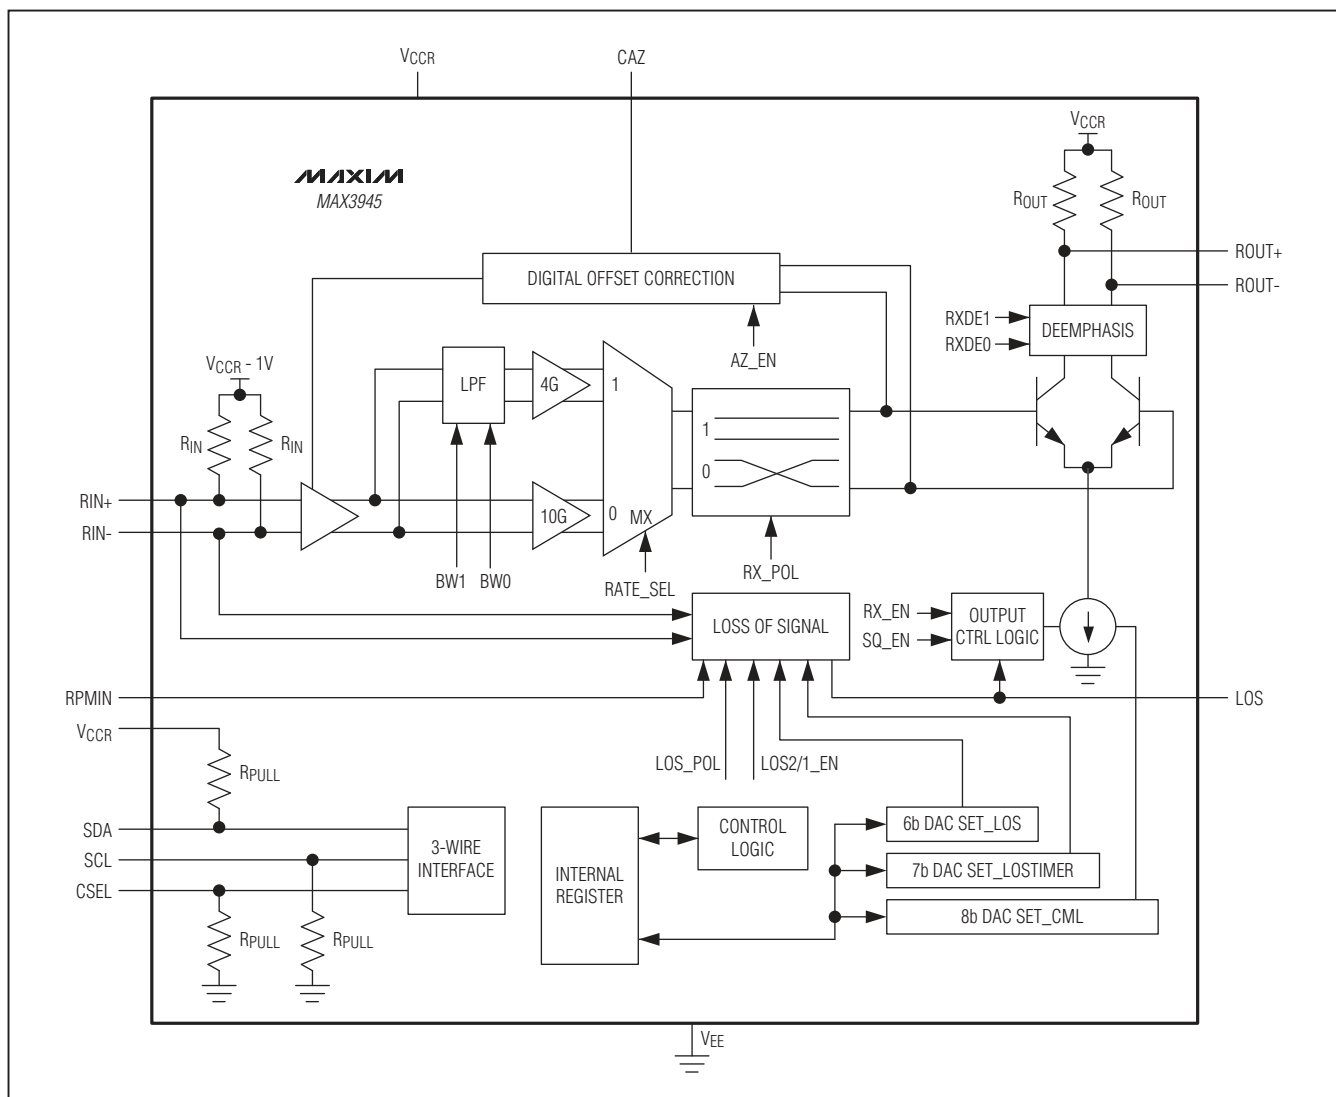 VCCR
CAZ
VCCR
MAXIM
MAX3945
ROUT
ROUT
ROUT+
DIGITAL OFFSET CORRECTION
ROUT-
RXDE1
DEEMPHASIS
RXDE0
AZ_EN
VCCR - 1V
LPF
4G
1
RIN
RIN
1
0
RIN+
10G
0
MX
RIN-
BW1
BW0
RATE_SEL
RX_POL
LOSS OF SIGNAL
RX_EN
SQ_EN
OUTPUT
CTRL LOGIC
RPMIN
LOS
VCCR
LOS_POL
LOS2/1_EN
RPULL
SDA
SCL
CSEL
3-WIRE
INTERFACE
INTERNAL
REGISTER
CONTROL
LOGIC
6b DAC SET_LOS
7b DAC SET_LOSTIMER
8b DAC SET_CML
RPULL
RPULL
VEE